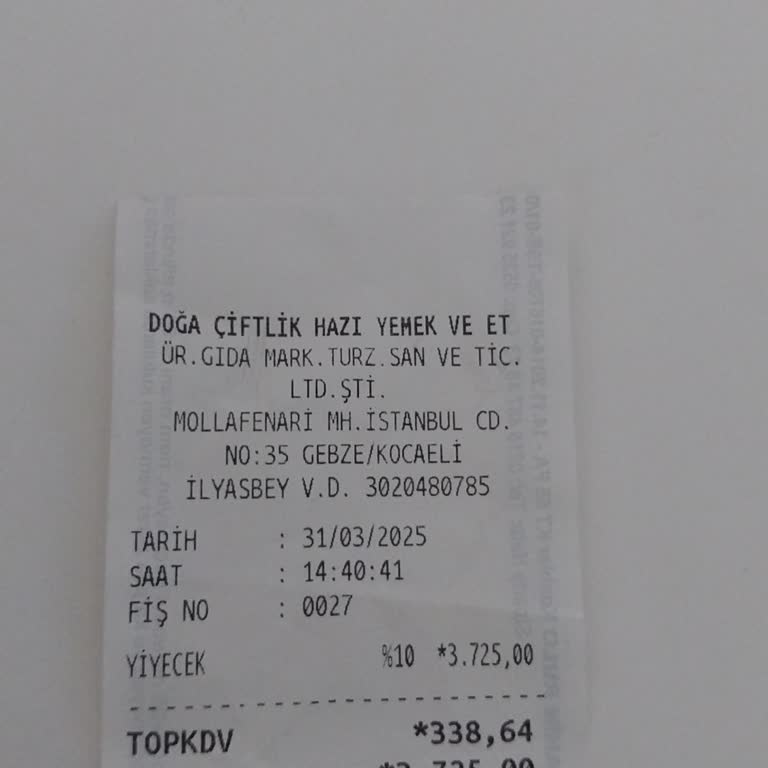 DOĞA ÇİFTLİK HAZI YEMEK VE ET
ÜR.GIDA MARK.TURZ.SAN VE TİC.
LTD.ŞTİ.
MOLLAFENARİ MH.İSTANBUL CD.
NO:35 GEBZE/KOCAELİ
İLYASBEY V.D. 3020480785
TARİH : 31/03/2025
SAAT : 14:40:41
FİŞ NO : 0027
YİYECEK %10 *3.725,00
TOPKDV *338,64